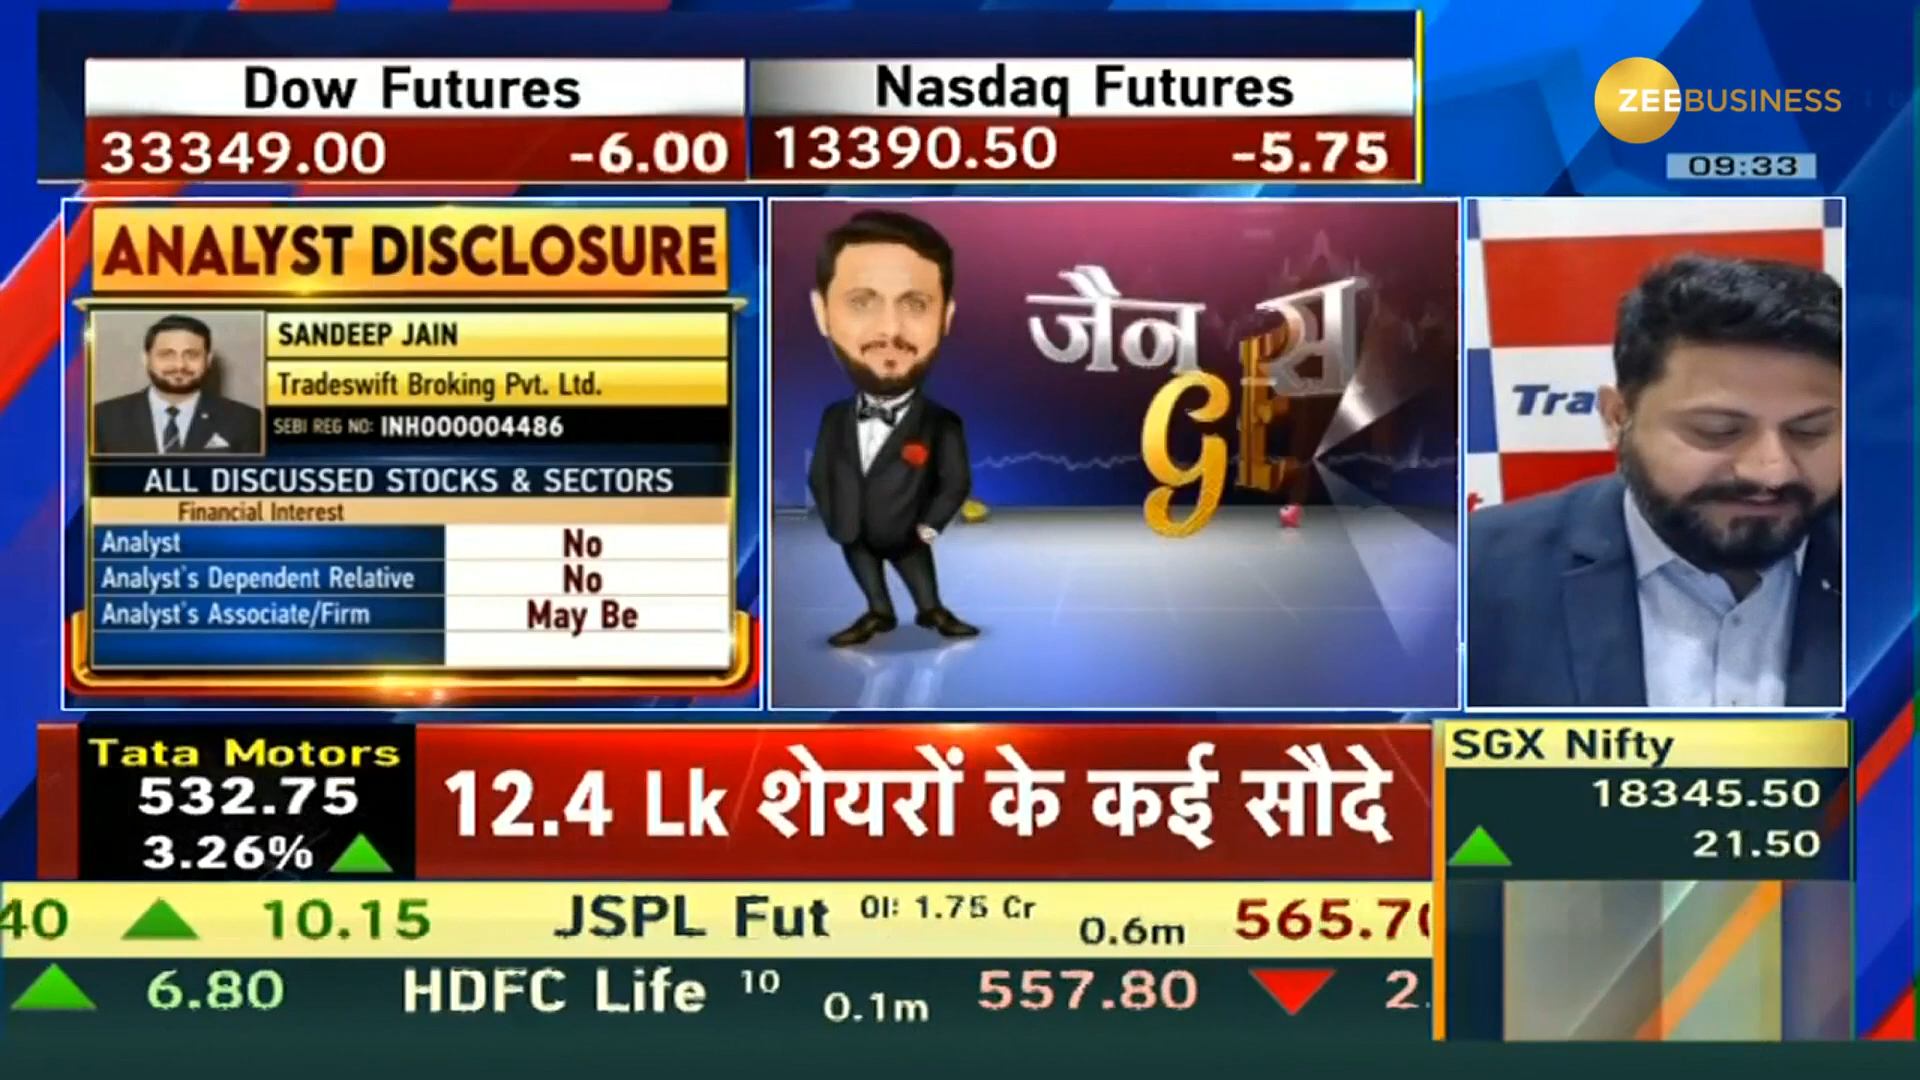 Dow Futures
33349.00 -6.00
Nasdaq Futures
13390.50 -5.75
ZEEBUSINESS
09:33
ANALYST DISCLOSURE
SANDEEP JAIN
Tradeswift Broking Pvt. Ltd.
SEBI REG NO: INH000004486
ALL DISCUSSED STOCKS & SECTORS
Financial Interest
Analyst No
Analyst's Dependent Relative No
Analyst's Associate/Firm May Be
जैन स
GE
Tra
Tata Motors
532.75
3.26%
12.4 Lk शेयरों के कई सौदे
SGX Nifty
18345.50
21.50
40 10.15 JSPL Fut OI: 1.75 Cr 0.6m 565.70
6.80 HDFC Life 10 0.1m 557.80 2.